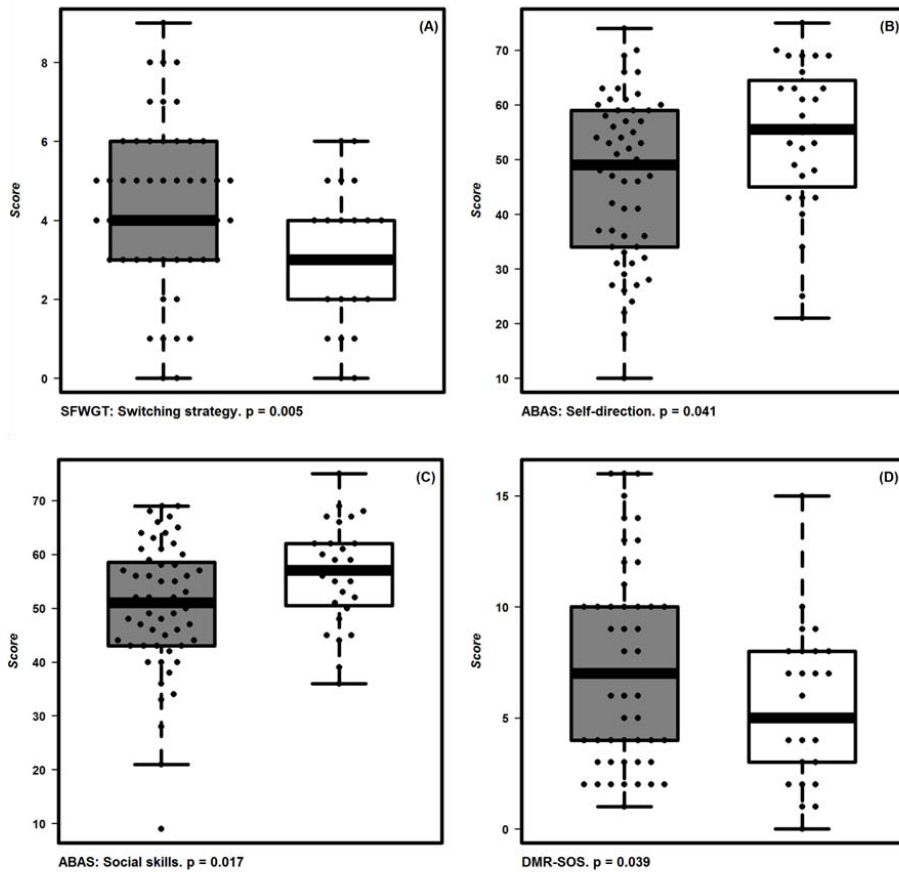 (A)
Score
8
6
4
2
0
SFWGT: Switching strategy. p = 0.005
(B)
Score
70
60
50
40
30
20
10
ABAS: Self-direction. p = 0.041
(C)
Score
70
60
50
40
30
20
10
ABAS: Social skills. p = 0.017
(D)
Score
15
10
5
0
DMR-SOS. p = 0.039